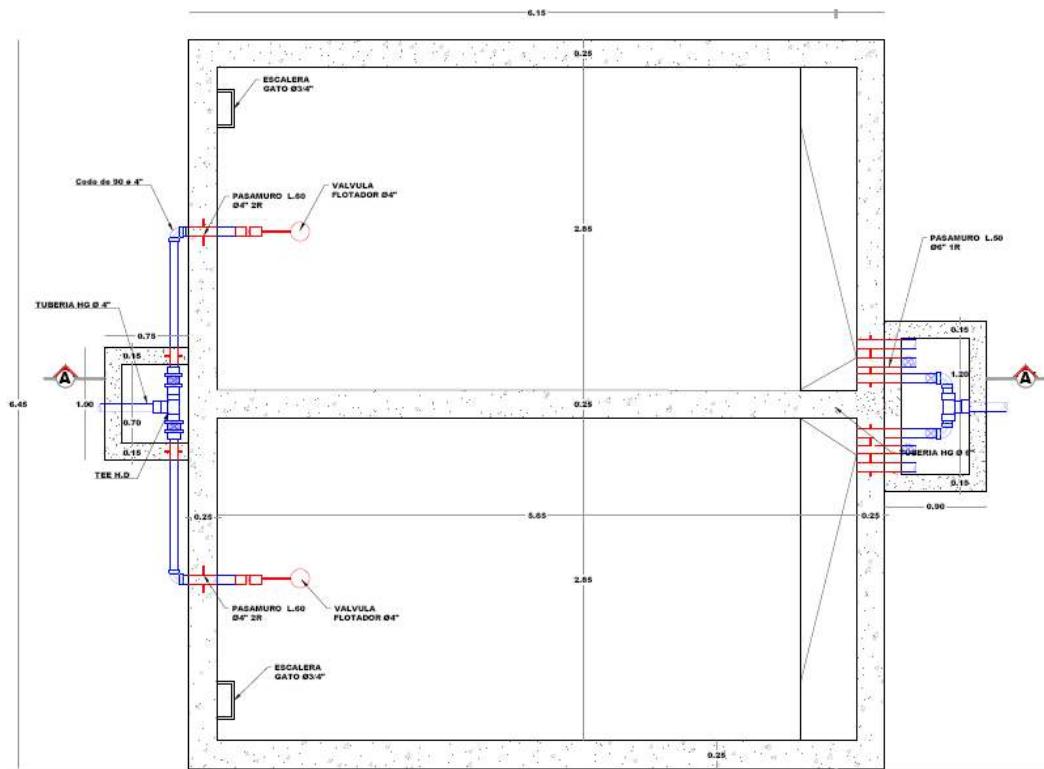 6.15
0.25
ESCALERA
GATO Ø3/4"
Codo de 90 ø 4"
PASAMURO L.60
Ø4" 2R
VALVULA
FLOTADOR Ø4"
2.85
PASAMURO L.50
Ø6" 1R
TUBERIA HG Ø 4"
0.75
0.15
0.15
A
1.20
A
6.45
1.00
0.25
0.70
0.15
TUBERIA HG Ø 6"
TEE H.D
0.15
0.90
0.25
5.65
0.25
2.85
PASAMURO L.60
Ø4" 2R
VALVULA
FLOTADOR Ø4"
ESCALERA
GATO Ø3/4"
0.25